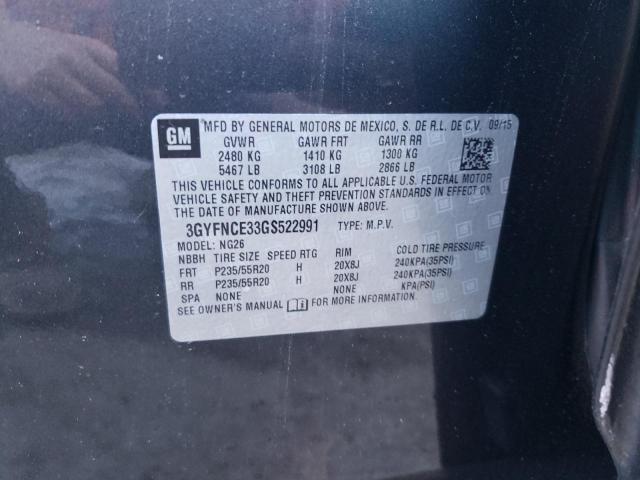 GM
MFD BY GENERAL MOTORS DE MEXICO, S. DE R.L. DE C.V. 09/15
GVWR GAWR FRT GAWR RR
2480 KG 1410 KG 1300 KG
5467 LB 3108 LB 2866 LB
THIS VEHICLE CONFORMS TO ALL APPLICABLE U.S. FEDERAL MOTOR
VEHICLE SAFETY AND THEFT PREVENTION STANDARDS IN EFFECT ON
THE DATE OF MANUFACTURE SHOWN ABOVE.
3GYFNCE33GS522991 TYPE: M.P.V.
MODEL: NG26
NBBH TIRE SIZE SPEED RTG RIM COLD TIRE PRESSURE
FRT P235/55R20 H 20X8J 240KPA(35PSI)
RR P235/55R20 H 20X8J 240KPA(35PSI)
SPA NONE NONE KPA(PSI)
SEE OWNER'S MANUAL FOR MORE INFORMATION.